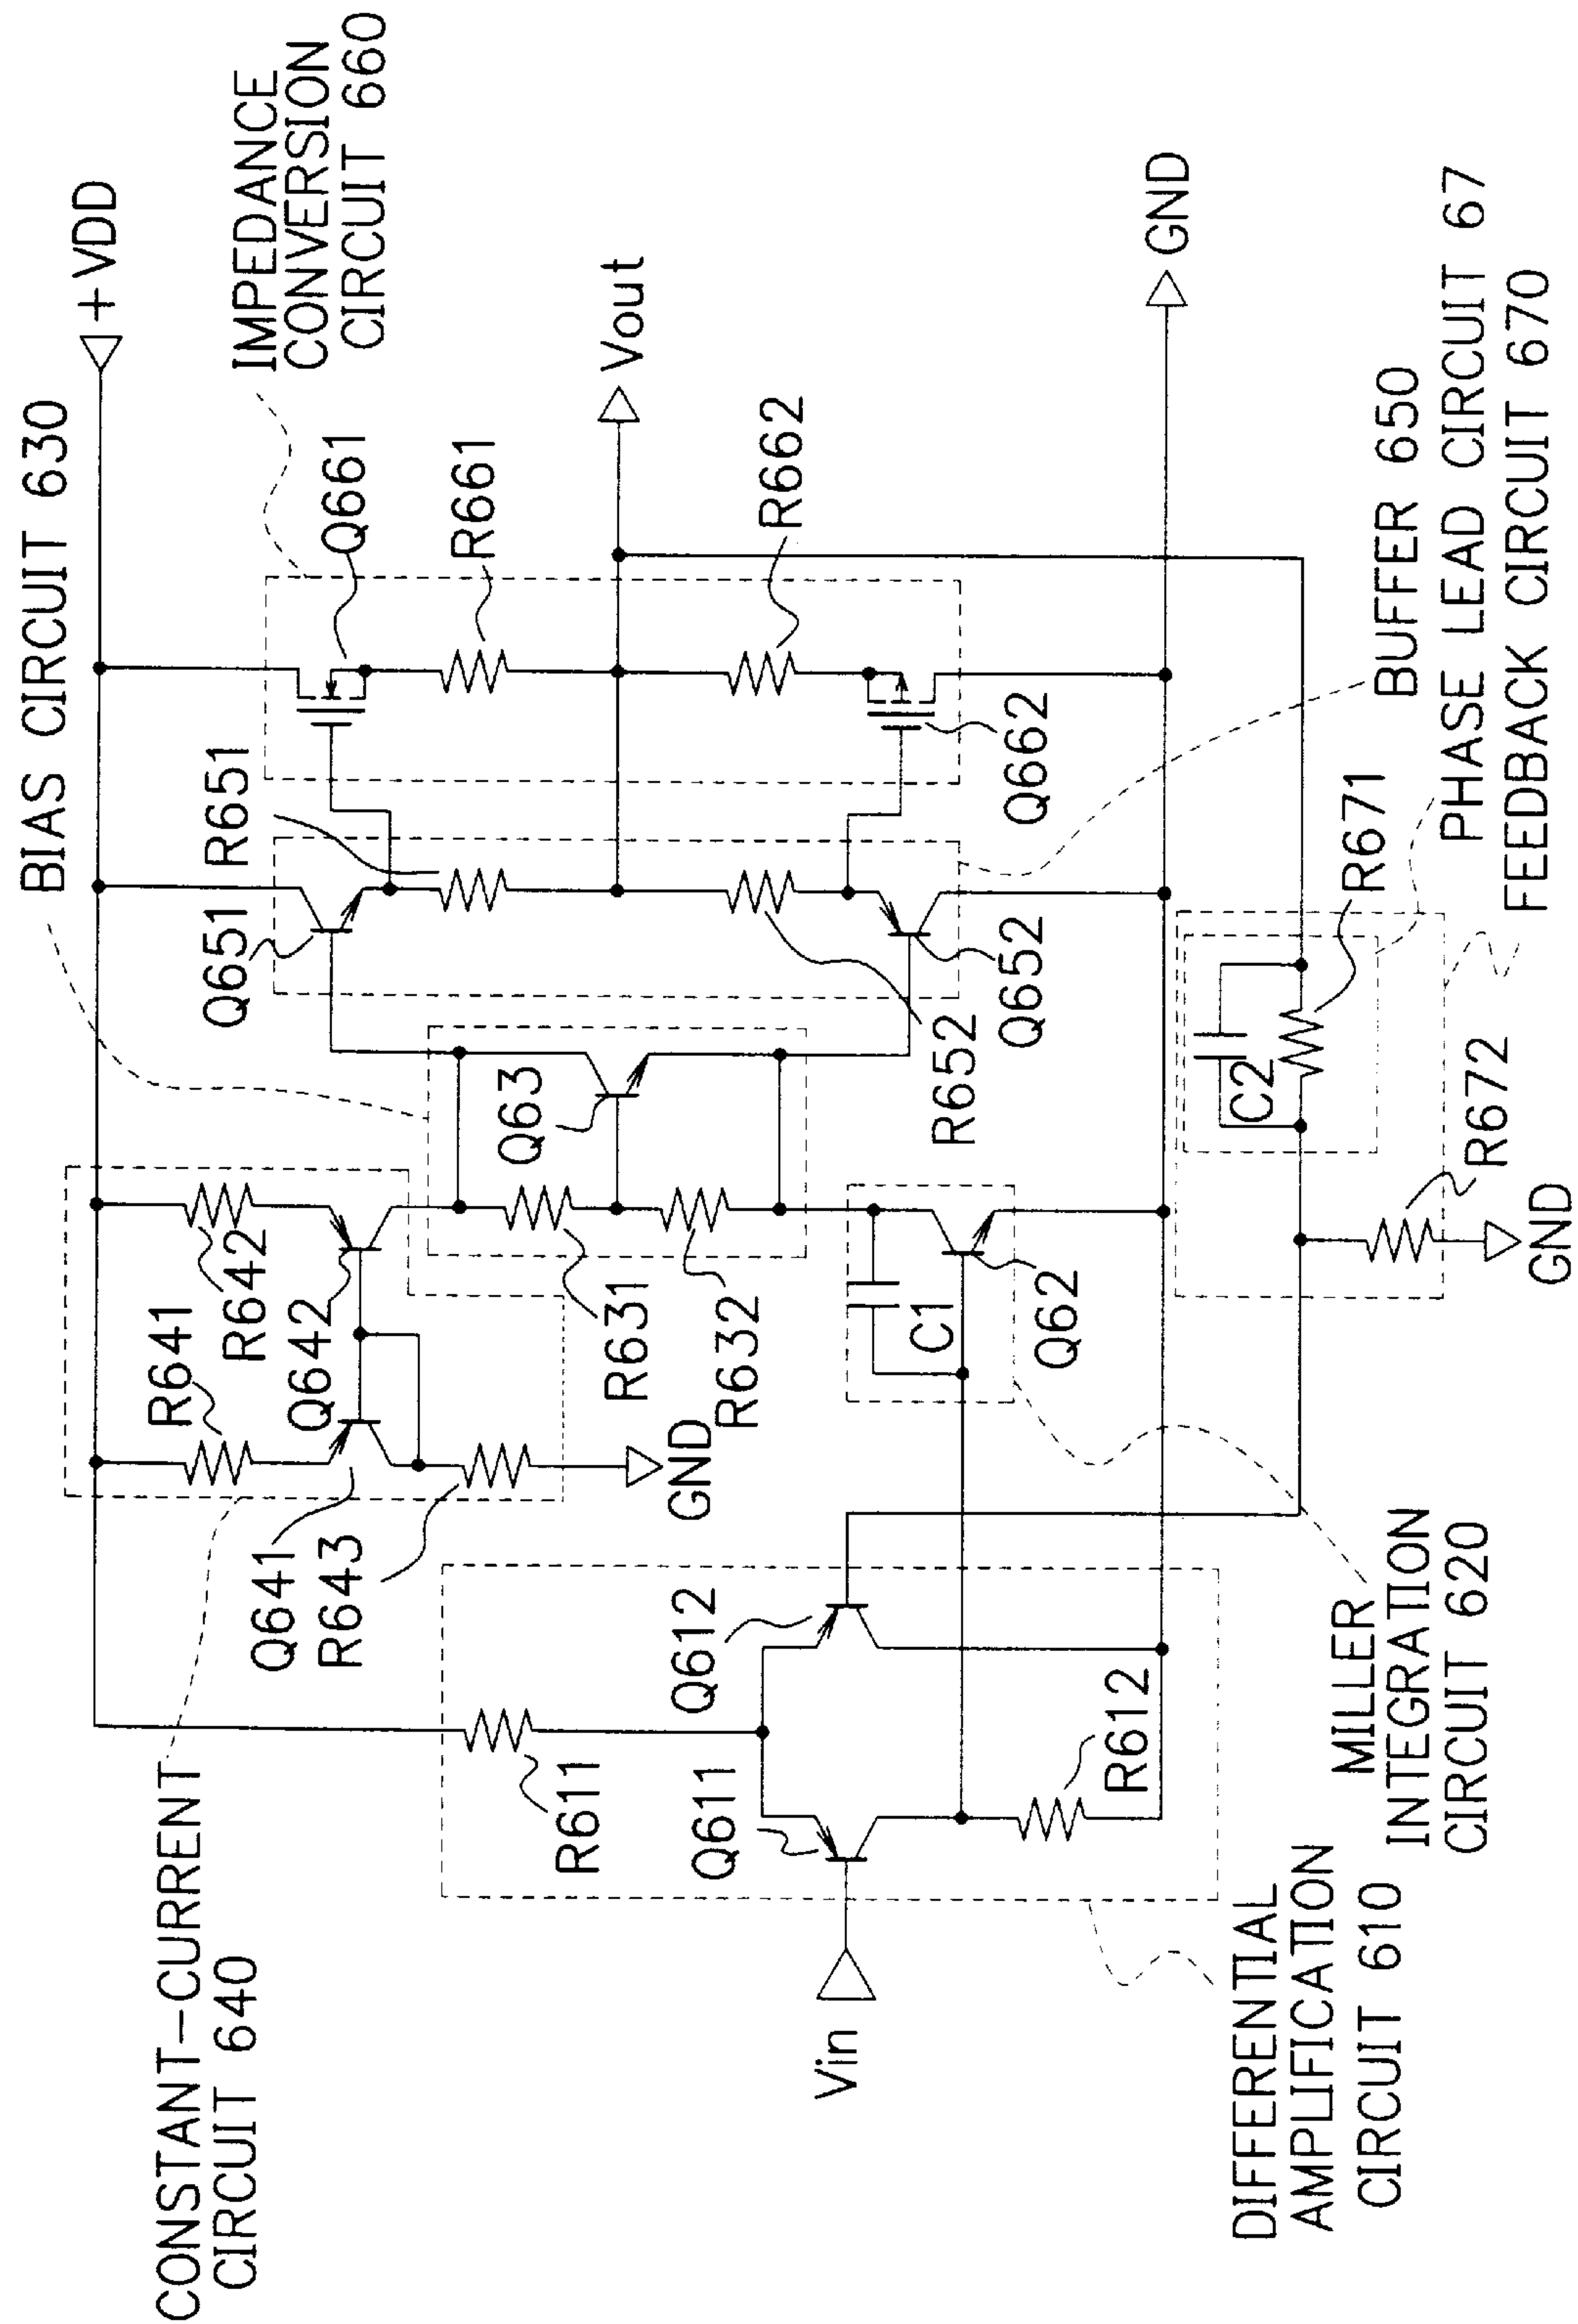 BIAS CIRCUIT 630
+VDD
IMPEDANCE
CONVERSION
CIRCUIT 660
CONSTANT-CURRENT
CIRCUIT 640
R641
R642
Q641
Q642
R643
GND
Q651
R651
Q661
R661
Vout
R662
Q63
R631
R632
R652
Q652
Q662
GND
R611
Q611
Q612
R612
Vin
C1
Q62
C2
R671
R672
GND
BUFFER 650
PHASE LEAD CIRCUIT 67
FEEDBACK CIRCUIT 670
MILLER
INTEGRATION
CIRCUIT 620
DIFFERENTIAL
AMPLIFICATION
CIRCUIT 610